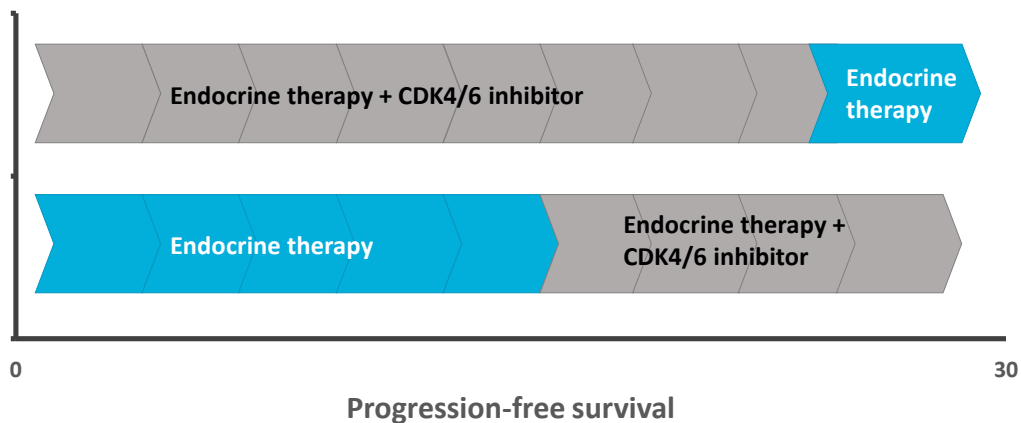 Endocrine therapy + CDK4/6 inhibitor
Endocrine
therapy
Endocrine therapy
Endocrine therapy +
CDK4/6 inhibitor
0
30
Progression-free survival